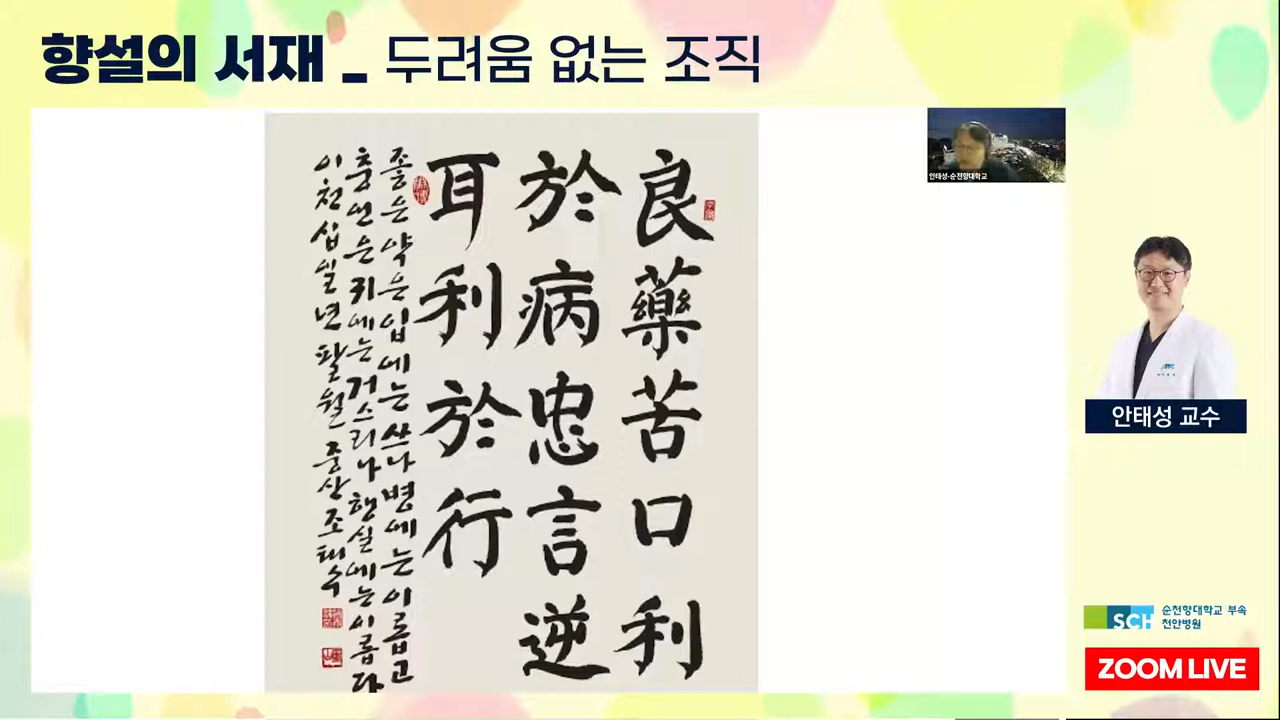 향설의 서재 _ 두려움 없는 조직
良藥苦口利
於病忠言逆
耳利於行
좋은약은입에는쓰나병에는이롭고
충언은귀에는거스리나행실에는이롭다
이천십일년팔월중산조태수
안태성-순천향대학교
안태성 교수
SCH
순천향대학교 부속
천안병원
ZOOM LIVE